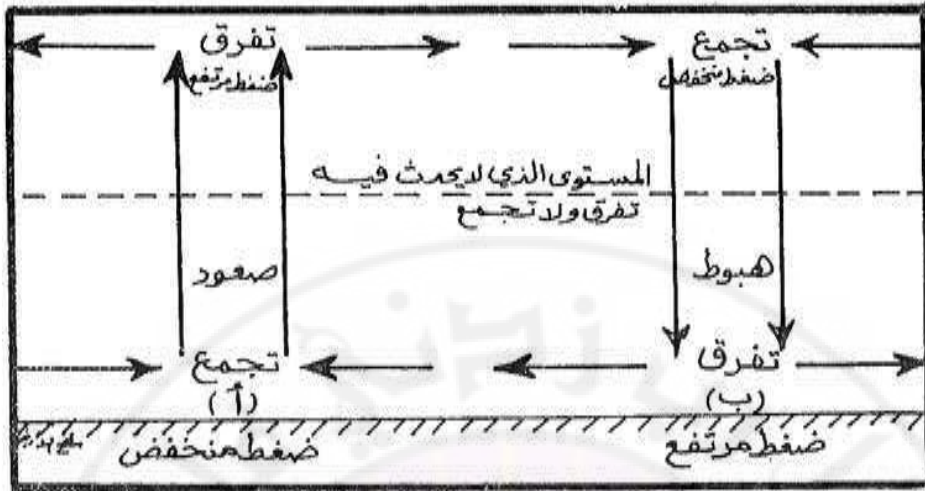 تجمع تفرق
ضغط منخفض ضغط مرتفع
المستوى الذي لا يحدث فيه
تفرق ولا تجمع
هبوط صعود
تفرق تجمع
(ب) (أ)
ضغط مرتفع ضغط منخفض